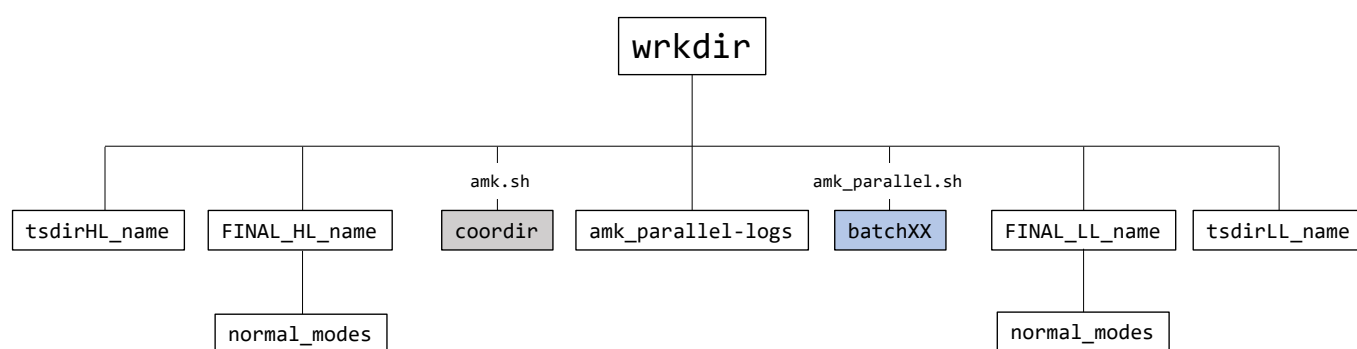 wrkdir
amk.sh
amk_parallel.sh
tsdirHL_name
FINAL_HL_name
coordir
amk_parallel-logs
batchXX
FINAL_LL_name
tsdirLL_name
normal_modes
normal_modes